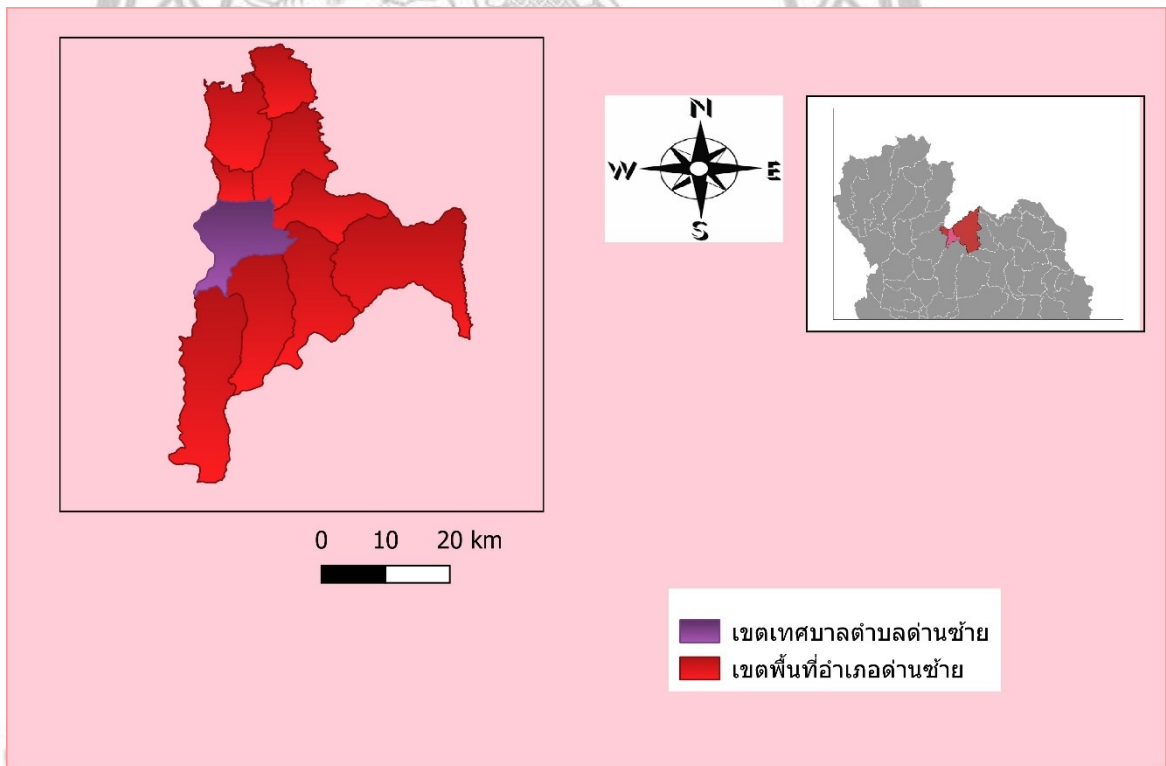 N
W E
S
0 10 20 km
เขตเทศบาลตำบลด่านซ้าย
เขตพื้นที่อำเภอด่านซ้าย